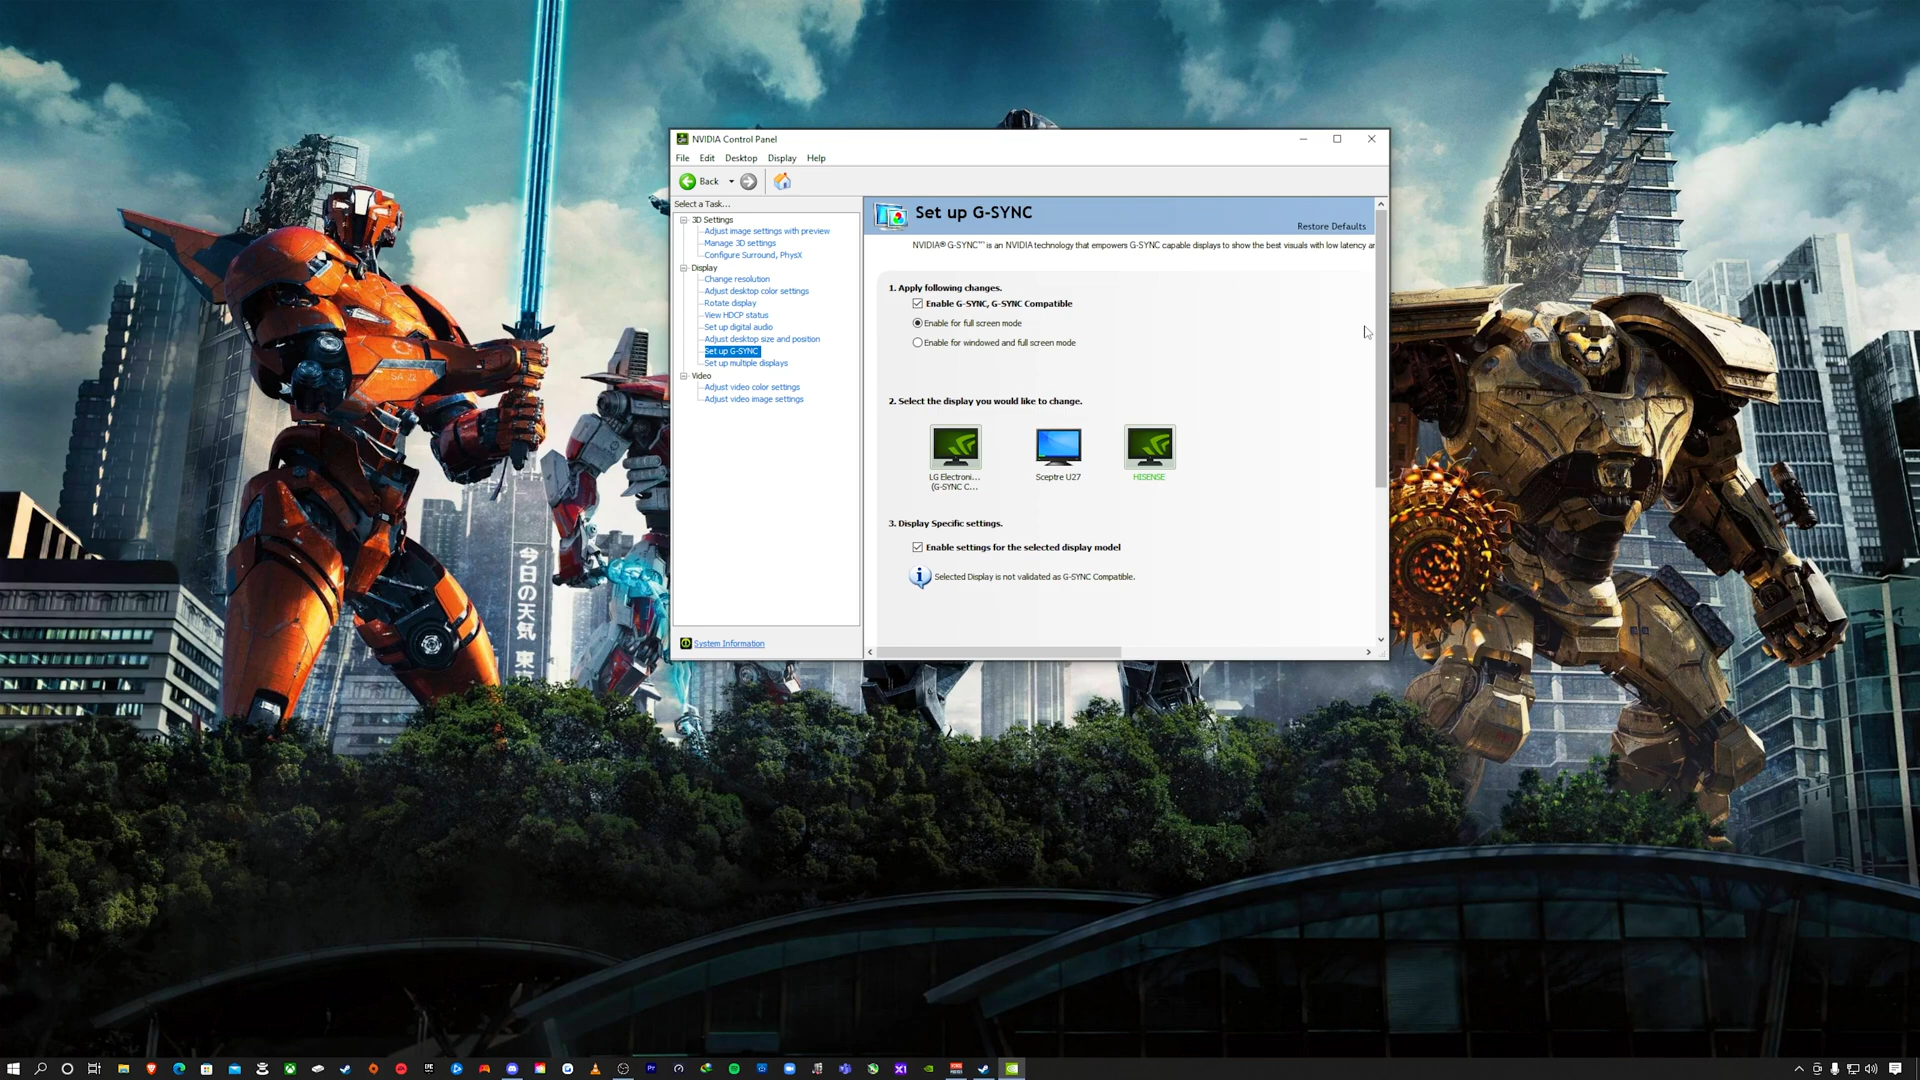 NVIDIA Control Panel
File Edit Desktop Display Help
Back
Select a Task...
3D Settings
Adjust image settings with preview
Manage 3D settings
Configure Surround, PhysX
Display
Change resolution
Adjust desktop color settings
Rotate display
View HDCP status
Set up digital audio
Adjust desktop size and position
Set up G-SYNC
Set up multiple displays
Video
Adjust video color settings
Adjust video image settings
System Information
Set up G-SYNC
Restore Defaults
NVIDIA® G-SYNC™ is an NVIDIA technology that empowers G-SYNC capable displays to show the best visuals with low latency ar
1. Apply following changes.
Enable G-SYNC, G-SYNC Compatible
Enable for full screen mode
Enable for windowed and full screen mode
2. Select the display you would like to change.
LG Electroni...
(G-SYNC C...
Sceptre U27
HISENSE
3. Display Specific settings.
Enable settings for the selected display model
Selected Display is not validated as G-SYNC Compatible.
今日の天気 東